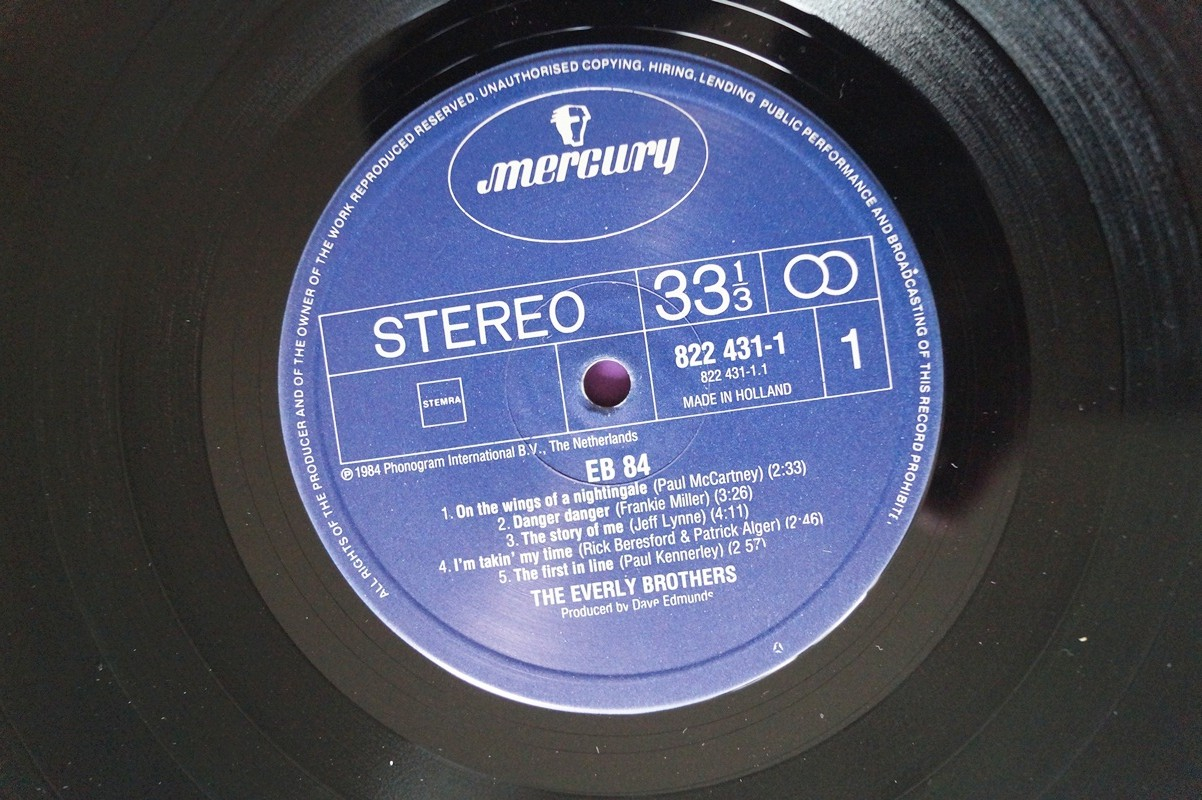 ALL RIGHTS OF THE PRODUCER AND OF THE OWNER OF THE WORK REPRODUCED RESERVED. UNAUTHORISED COPYING. HIRING. LENDING PUBLIC PERFORMANCE AND BROADCASTING OF THIS RECORD PROHIBIT
mercury
STEREO
33 1/3
STEMRA
822 431-1
822 431-1.1
MADE IN HOLLAND
1
℗ 1984 Phonogram International B.V., The Netherlands
EB 84
1. On the wings of a nightingale (Paul McCartney) (2:33)
2. Danger danger (Frankie Miller) (3:26)
3. The story of me (Jeff Lynne) (4:11)
4. I'm takin' my time (Rick Beresford & Patrick Alger) (2:46)
5. The first in line (Paul Kennerley) (2 57)
THE EVERLY BROTHERS
Produced by Dave Edmunds